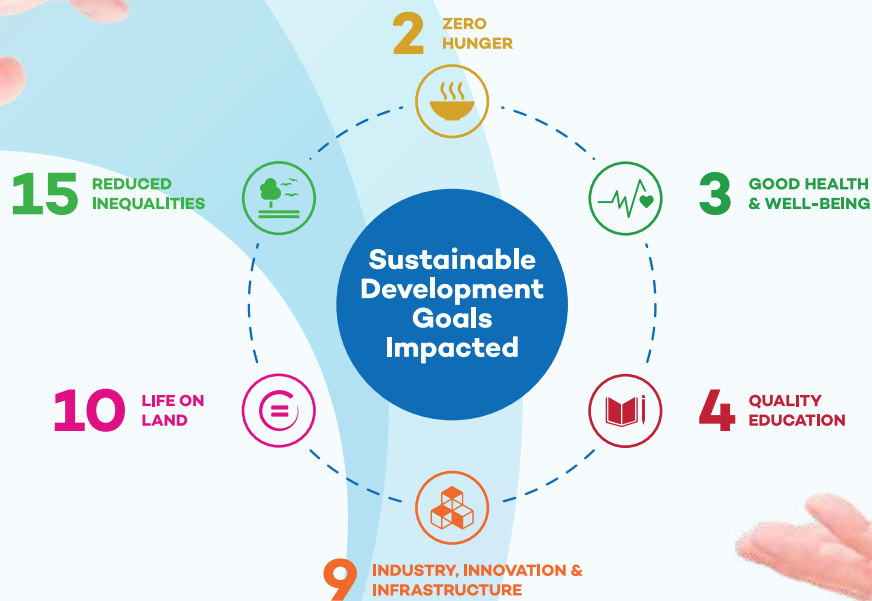 2 ZERO
HUNGER
15 REDUCED
INEQUALITIES
3 GOOD HEALTH
& WELL-BEING
Sustainable
Development
Goals
Impacted
10 LIFE ON
LAND
4 QUALITY
EDUCATION
9 INDUSTRY, INNOVATION &
INFRASTRUCTURE